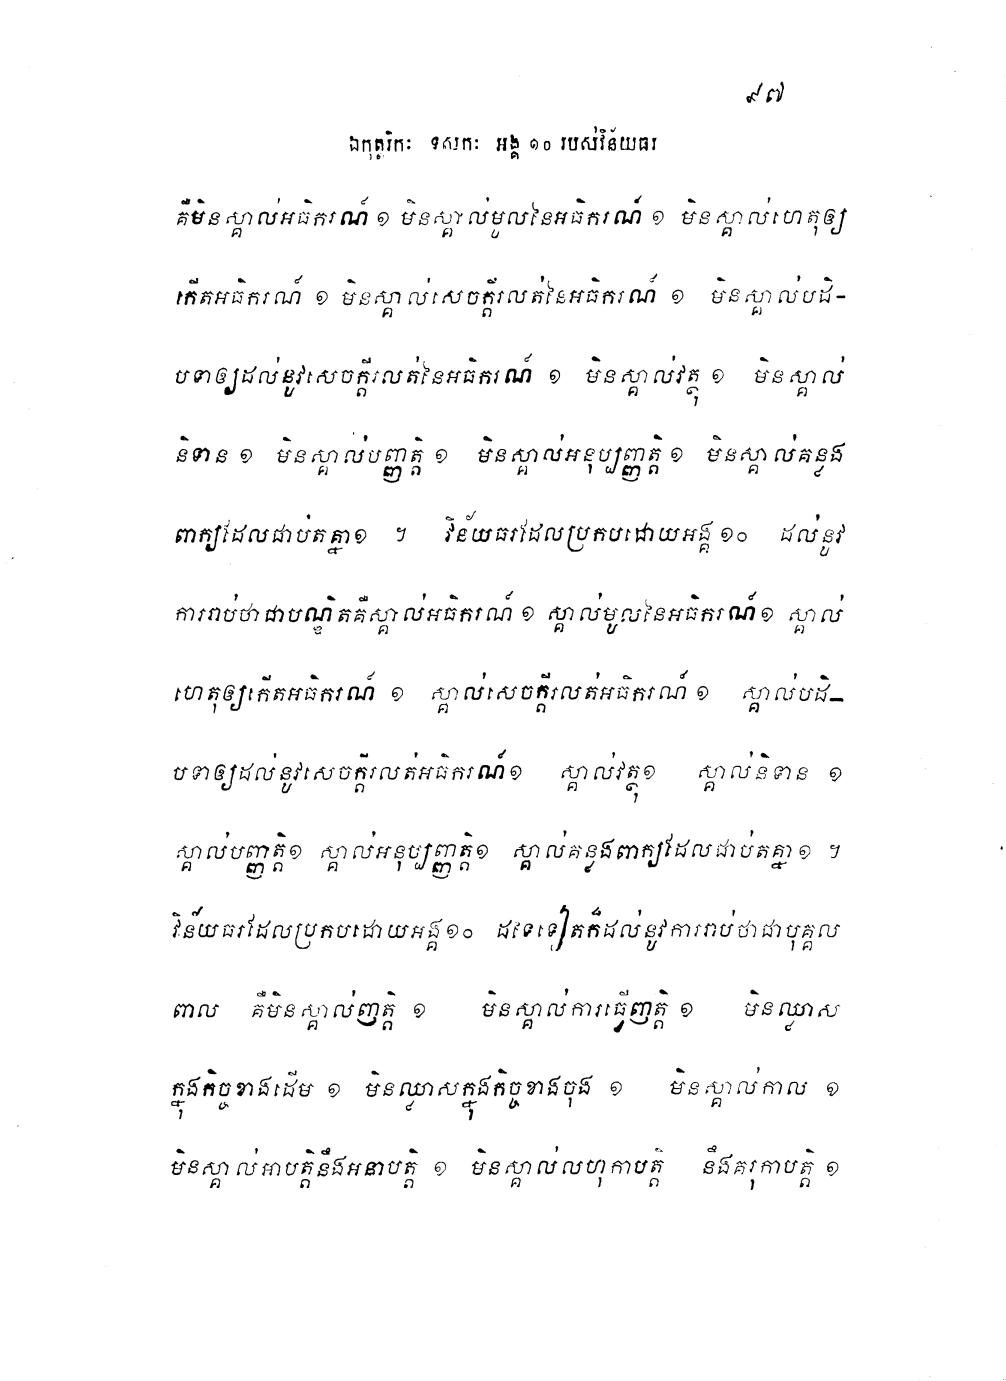 ៩៧
ឯកុត្តរិកៈ ទសកៈ អង្គ ១០ របស់វិន័យធរ
គឺមិនស្គាល់អធិករណ៍ ១ មិនស្គាល់មូលនៃអធិករណ៍ ១ មិនស្គាល់ហេតុឲ្យ
កើតអធិករណ៍ ១ មិនស្គាល់សេចក្តីរលត់នៃអធិករណ៍ ១ មិនស្គាល់បដិ-
បទាឲ្យដល់នូវសេចក្តីរលត់នៃអធិករណ៍ ១ មិនស្គាល់វត្ថុ ១ មិនស្គាល់
និទាន ១ មិនស្គាល់បញ្ញត្តិ ១ មិនស្គាល់អនុប្បញ្ញត្តិ ១ មិនស្គាល់គន្លង
ពាក្យដែលជាប់តគ្នា១ ។ វិន័យធរដែលប្រកបដោយអង្គ ១០ ដល់នូវ
ការរាប់ថាជាបណ្ឌិតគឺស្គាល់អធិករណ៍ ១ ស្គាល់មូលនៃអធិករណ៍១ ស្គាល់
ហេតុឲ្យកើតអធិករណ៍ ១ ស្គាល់សេចក្តីរលត់អធិករណ៍ ១ ស្គាល់បដិ-
បទាឲ្យដល់នូវសេចក្តីរលត់អធិករណ៍១ ស្គាល់វត្ថុ១ ស្គាល់និទាន ១
ស្គាល់បញ្ញត្តិ១ ស្គាល់អនុប្បញ្ញត្តិ១ ស្គាល់គន្លងពាក្យដែលជាប់តគ្នា ១ ។
វិន័យធរដែលប្រកបដោយអង្គ១០ ដទៃទៀតក៏ដល់នូវការរាប់ថាជាបុគ្គល
ពាល គឺមិនស្គាល់ញត្តិ ១ មិនស្គាល់ការធ្វើញត្តិ ១ មិនឈ្លាស
ក្នុងកិច្ចខាងដើម ១ មិនឈ្លាសក្នុងកិច្ចខាងចុង ១ មិនស្គាល់កាល ១
មិនស្គាល់អាបត្តិនឹងអនាបត្តិ ១ មិនស្គាល់លហុកាបត្តិ នឹងគរុកាបត្តិ ១